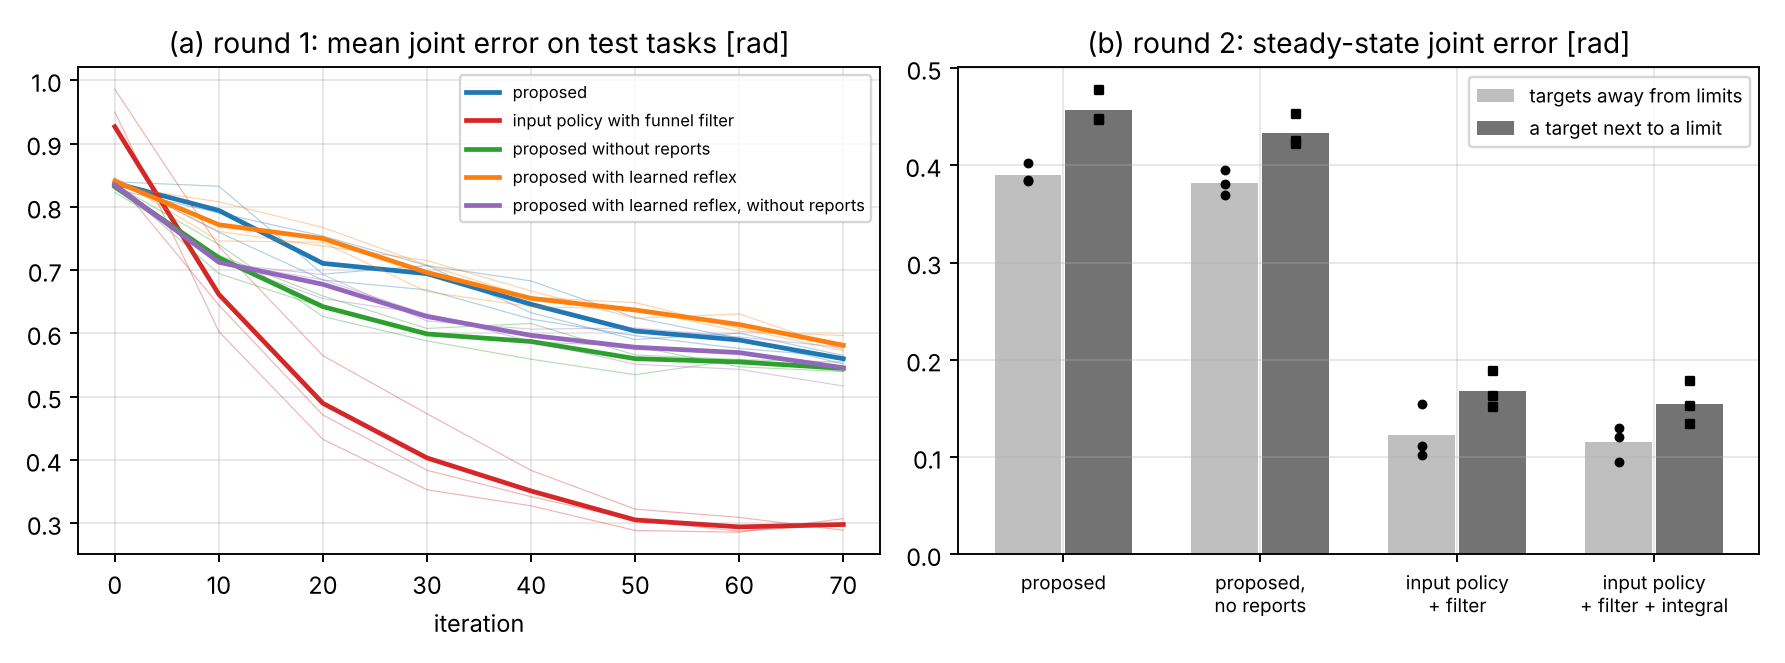 (a) round 1: mean joint error on test tasks [rad]
1.0
0.9
0.8
0.7
0.6
0.5
0.4
0.3
proposed
input policy with funnel filter
proposed without reports
proposed with learned reflex
proposed with learned reflex, without reports
0 10 20 30 40 50 60 70
iteration
(b) round 2: steady-state joint error [rad]
0.5
0.4
0.3
0.2
0.1
0.0
targets away from limits
a target next to a limit
proposed
proposed,
no reports
input policy
+ filter
input policy
+ filter + integral